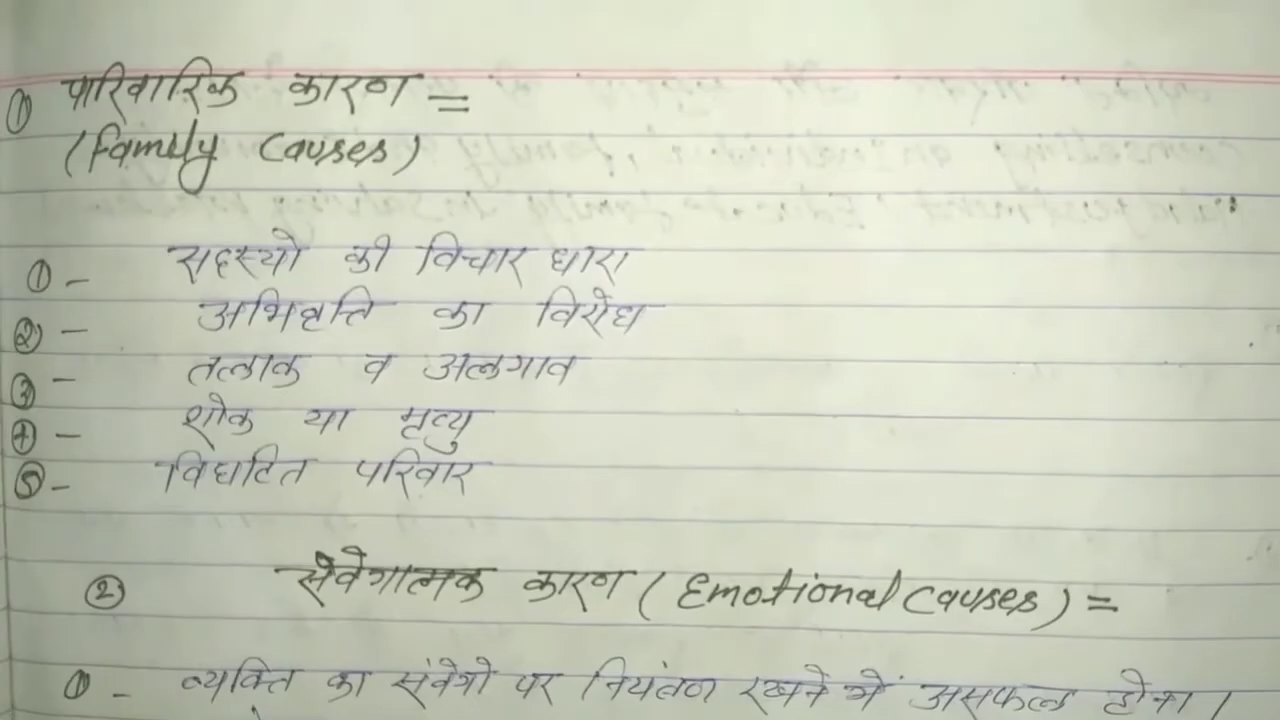 ① पारिवारिक कारण =
(family causes)
① - सदस्यो की विचार धारा
② - अभिवृत्ति का विरोध
③ - तलाक व अलगाव
④ - शोक या मृत्यु
⑤ - विघटित परिवार
② संवेगात्मक कारण (Emotional causes) =
① - व्यक्ति का संवेगो पर नियंतण रखने में असफल होना।